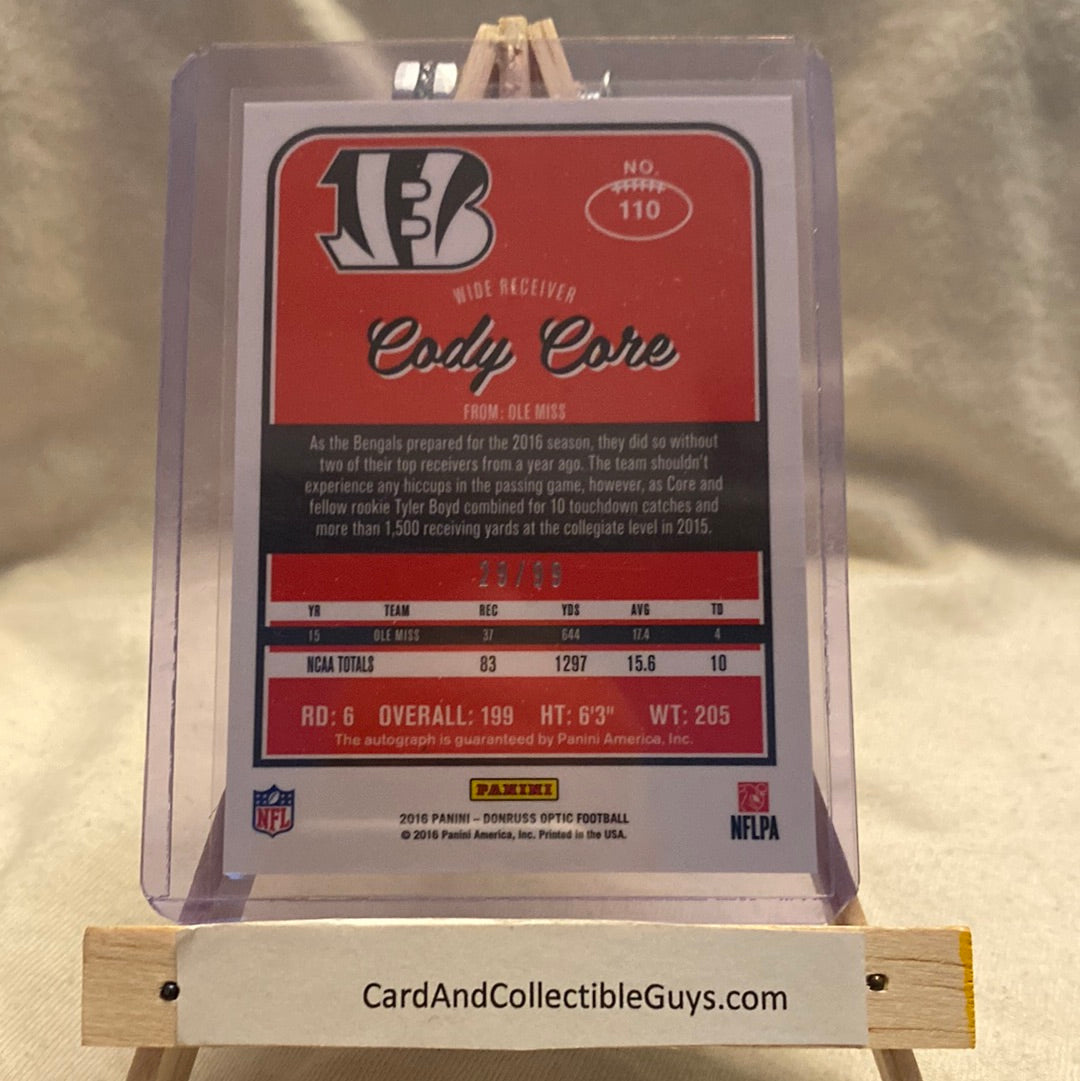 NO.
110
WIDE RECEIVER
Cody Core
FROM: OLE MISS
As the Bengals prepared for the 2016 season, they did so without
two of their top receivers from a year ago. The team shouldn't
experience any hiccups in the passing game, however, as Core and
fellow rookie Tyler Boyd combined for 10 touchdown catches and
more than 1,500 receiving yards at the collegiate level in 2015.
29/99
YR TEAM REC YDS AVG TD
15 OLE MISS 37 644 17.4 4
NCAA TOTALS 83 1297 15.6 10
RD: 6 OVERALL: 199 HT: 6'3" WT: 205
The autograph is guaranteed by Panini America, Inc.
NFL
PANINI
2016 PANINI – DONRUSS OPTIC FOOTBALL
© 2016 Panini America, Inc. Printed in the USA.
NFLPA
CardAndCollectibleGuys.com